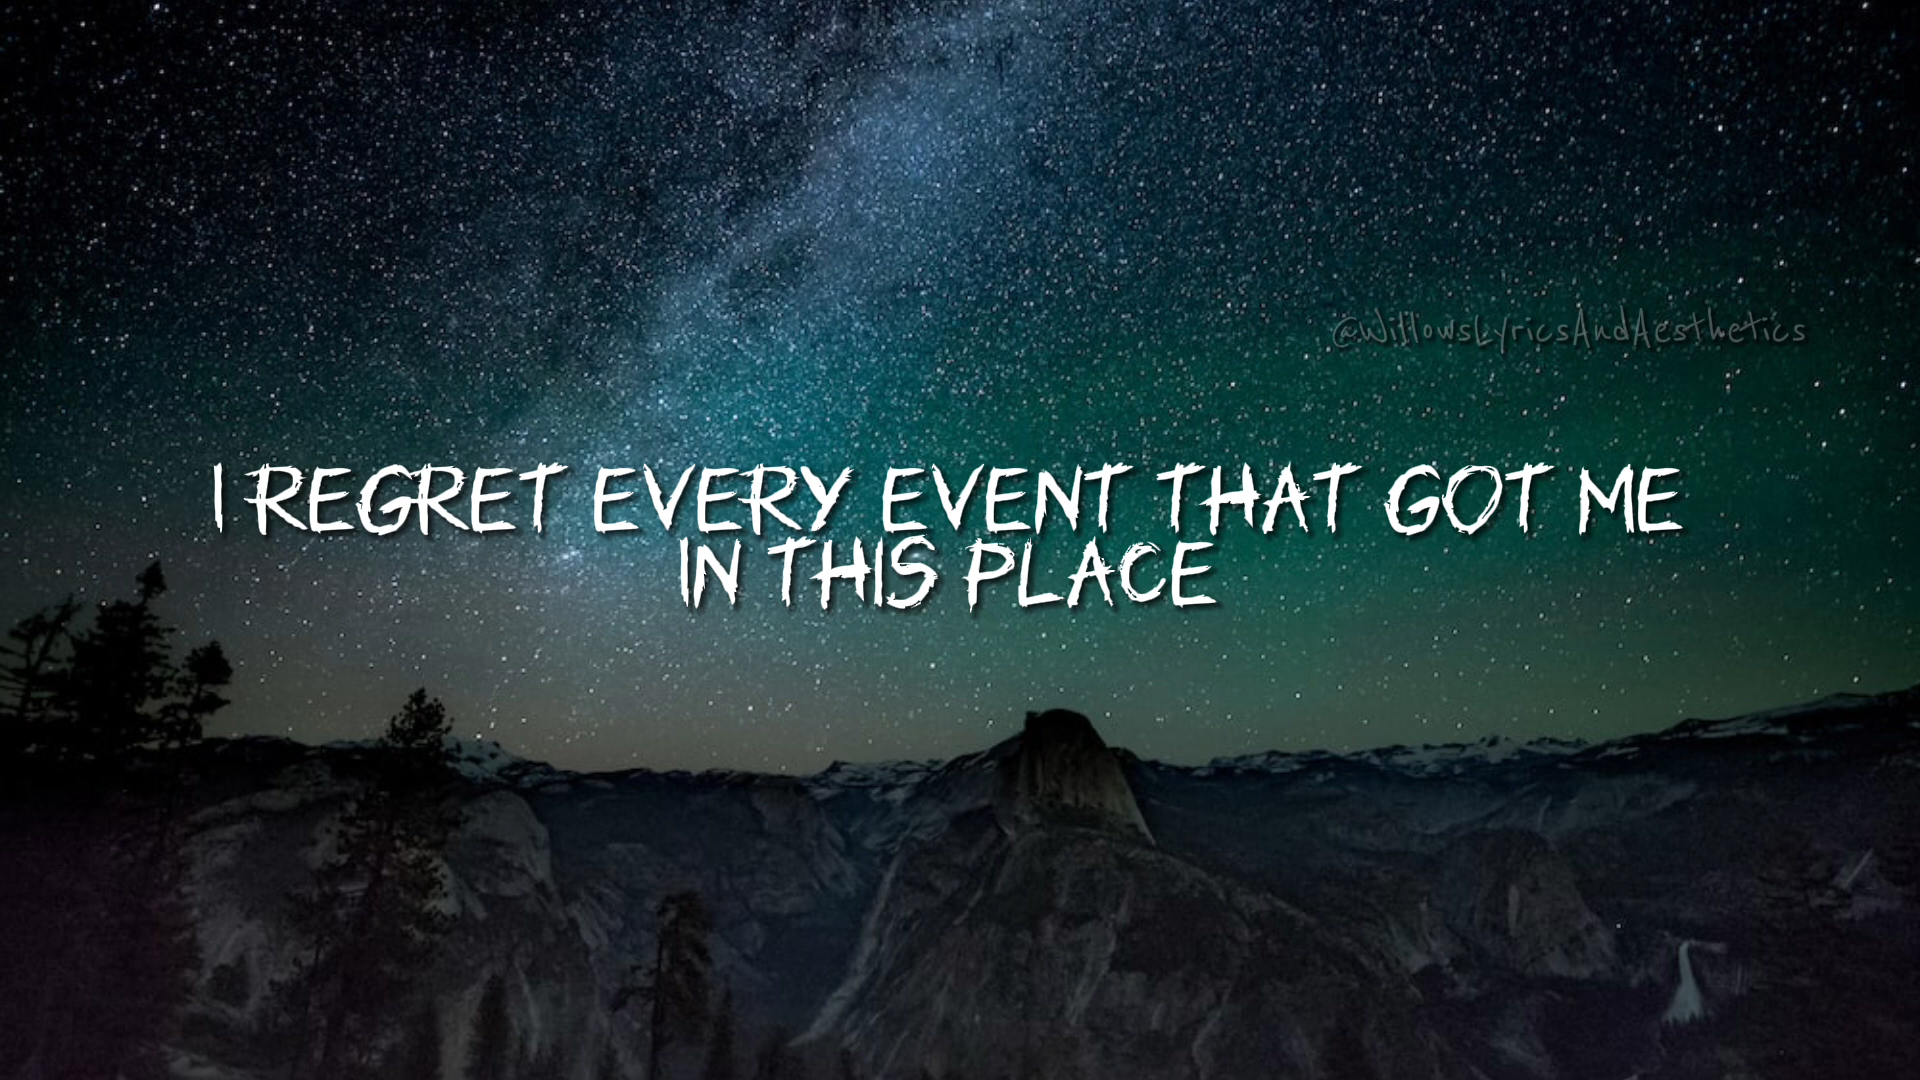 @WillowsLyricsAndAesthetics
I REGRET EVERY EVENT THAT GOT ME
IN THIS PLACE